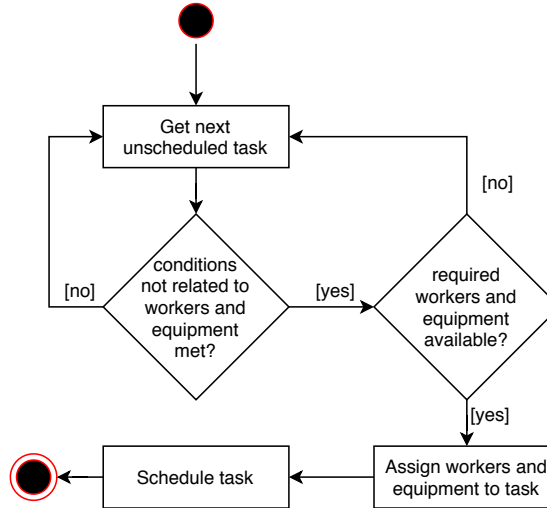 Get next
unscheduled task
[no]
conditions
not related to
workers and
equipment
met?
[no]
[yes]
required
workers and
equipment
available?
[yes]
Schedule task
Assign workers and
equipment to task